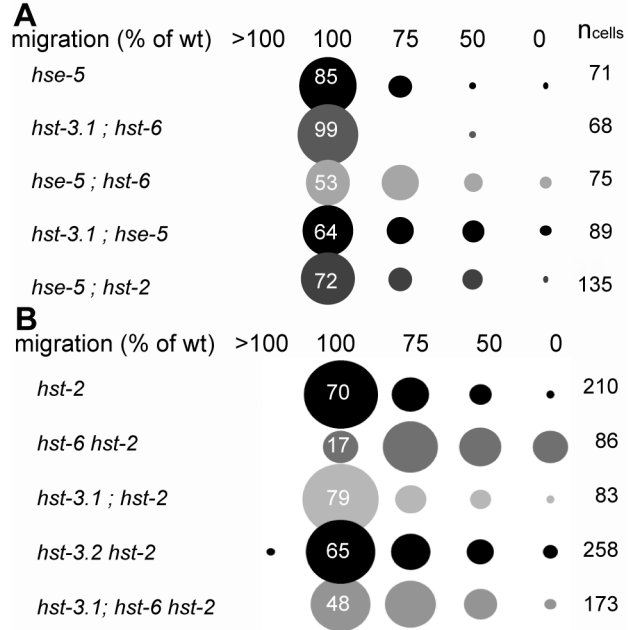 A
migration (% of wt) >100 100 75 50 0 ncells
hse-5 85 71
hst-3.1 ; hst-6 99 68
hse-5 ; hst-6 53 75
hst-3.1 ; hse-5 64 89
hse-5 ; hst-2 72 135
B
migration (% of wt) >100 100 75 50 0
hst-2 70 210
hst-6 hst-2 17 86
hst-3.1 ; hst-2 79 83
hst-3.2 hst-2 65 258
hst-3.1; hst-6 hst-2 48 173